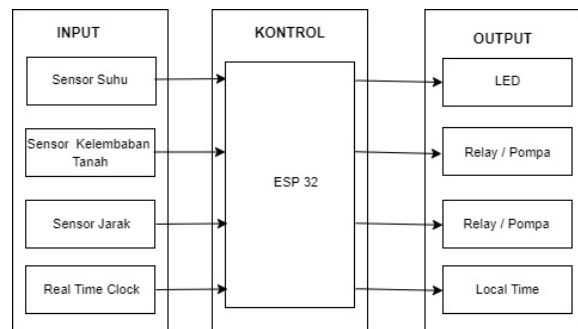 INPUT
Sensor Suhu
Sensor Kelembaban
Tanah
Sensor Jarak
Real Time Clock
KONTROL
ESP 32
OUTPUT
LED
Relay / Pompa
Relay / Pompa
Local Time